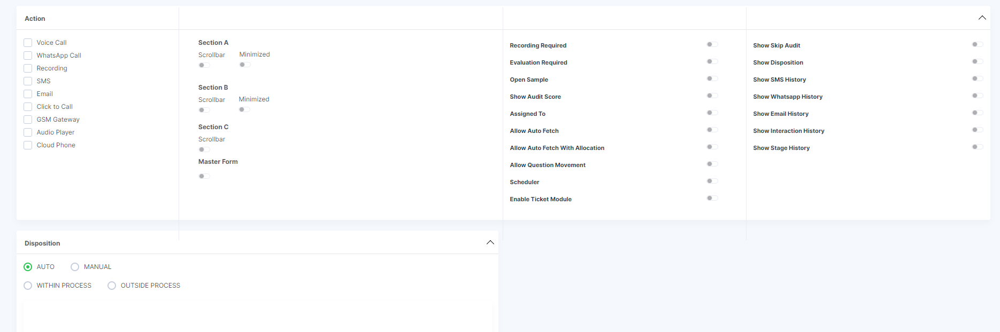 Action
Voice Call
WhatsApp Call
Recording
SMS
Email
Click to Call
GSM Gateway
Audio Player
Cloud Phone
Section A
Scrollbar Minimized
Section B
Scrollbar Minimized
Section C
Scrollbar
Master Form
Recording Required
Evaluation Required
Open Sample
Show Audit Score
Assigned To
Allow Auto Fetch
Allow Auto Fetch With Allocation
Allow Question Movement
Scheduler
Enable Ticket Module
Show Skip Audit
Show Disposition
Show SMS History
Show Whatsapp History
Show Email History
Show Interaction History
Show Stage History
Disposition
AUTO MANUAL
WITHIN PROCESS OUTSIDE PROCESS